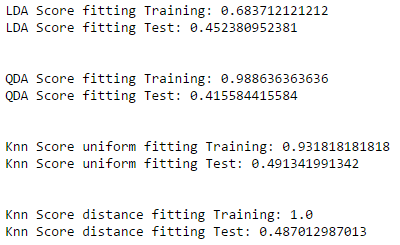 LDA Score fitting Training: 0.683712121212
LDA Score fitting Test: 0.452380952381
QDA Score fitting Training: 0.988636363636
QDA Score fitting Test: 0.415584415584
Knn Score uniform fitting Training: 0.931818181818
Knn Score uniform fitting Test: 0.491341991342
Knn Score distance fitting Training: 1.0
Knn Score distance fitting Test: 0.487012987013